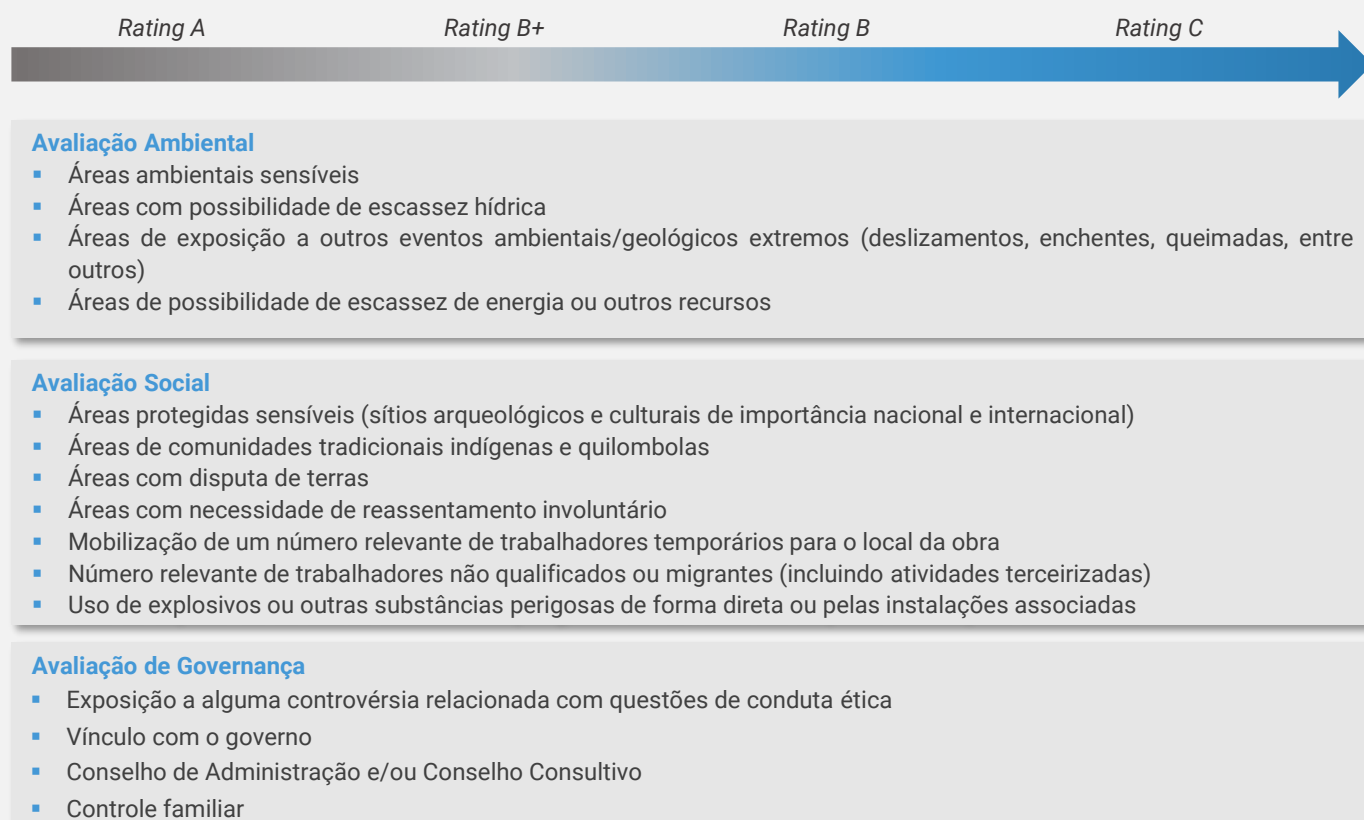 Rating A Rating B+ Rating B Rating C
Avaliação Ambiental
▪ Áreas ambientais sensíveis
▪ Áreas com possibilidade de escassez hídrica
▪ Áreas de exposição a outros eventos ambientais/geológicos extremos (deslizamentos, enchentes, queimadas, entre
outros)
▪ Áreas de possibilidade de escassez de energia ou outros recursos
Avaliação Social
▪ Áreas protegidas sensíveis (sítios arqueológicos e culturais de importância nacional e internacional)
▪ Áreas de comunidades tradicionais indígenas e quilombolas
▪ Áreas com disputa de terras
▪ Áreas com necessidade de reassentamento involuntário
▪ Mobilização de um número relevante de trabalhadores temporários para o local da obra
▪ Número relevante de trabalhadores não qualificados ou migrantes (incluindo atividades terceirizadas)
▪ Uso de explosivos ou outras substâncias perigosas de forma direta ou pelas instalações associadas
Avaliação de Governança
▪ Exposição a alguma controvérsia relacionada com questões de conduta ética
▪ Vínculo com o governo
▪ Conselho de Administração e/ou Conselho Consultivo
▪ Controle familiar